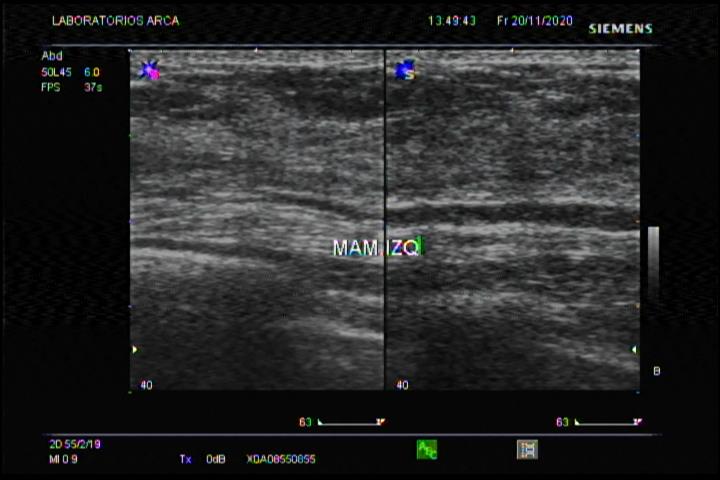 LABORATORIOS ARCA
13:49:43 Fr 20/11/2020
SIEMENS
Abd
50L45 6.0
FPS 37s
S
MAM IZQ
40 40
B
63 63
2D 55/2/19
MI 0 9 Tx 0dB XDA08550855
ABC